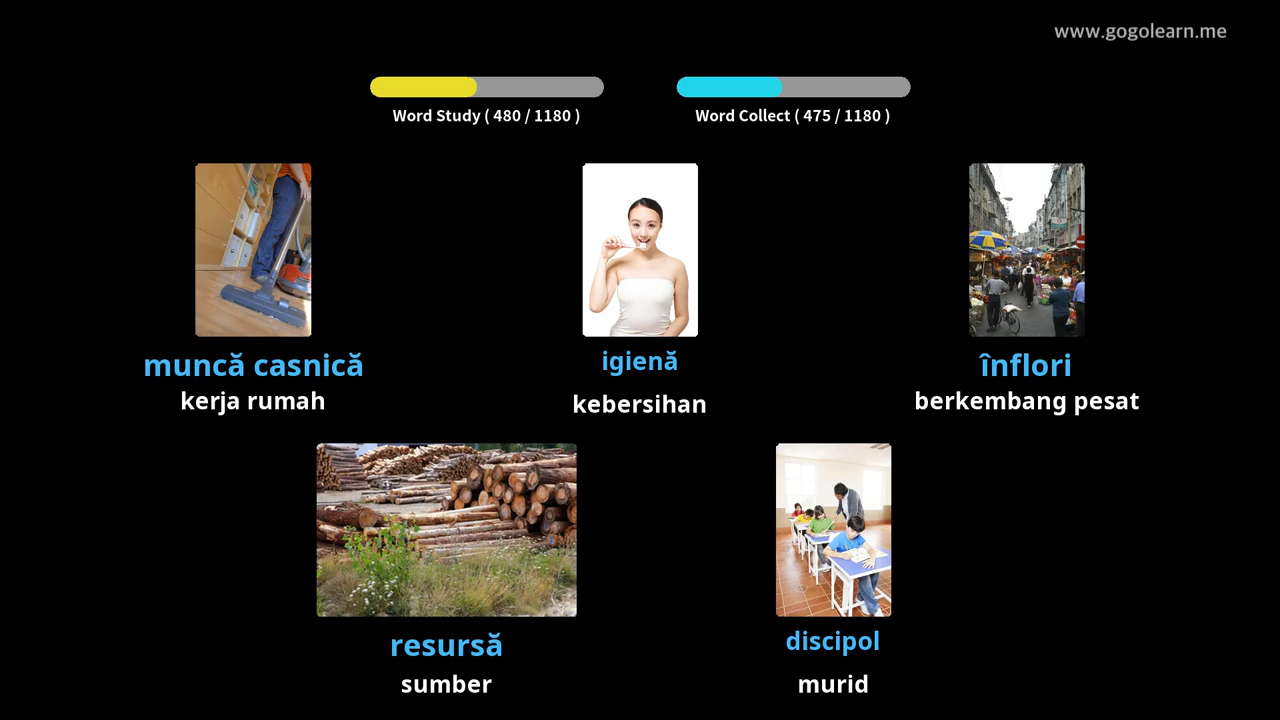 www.gogolearn.me
Word Study ( 480 / 1180 )
Word Collect ( 475 / 1180 )
muncă casnică
kerja rumah
igienă
kebersihan
înflori
berkembang pesat
resursă
sumber
discipol
murid